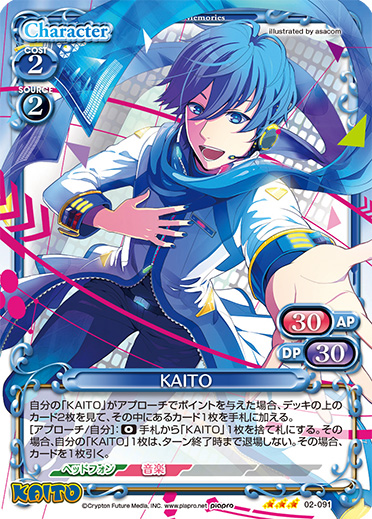 Character
memories
illustrated by asacom
COST
2
SOURCE
2
30 AP
DP 30
KAITO
自分の「KAITO」がアプローチでポイントを与えた場合、デッキの上の
カード2枚を見て、その中にあるカード1枚を手札に加える。
[アプローチ/自分]:0 手札から「KAITO」1枚を捨て札にする。その
場合、自分の「KAITO」1枚は、ターン終了時まで退場しない。その場合、
カードを1枚引く。
ヘッドフォン 音楽
KAITO
©Crypton Future Media, INC. www.piapro.net piapro
02-091